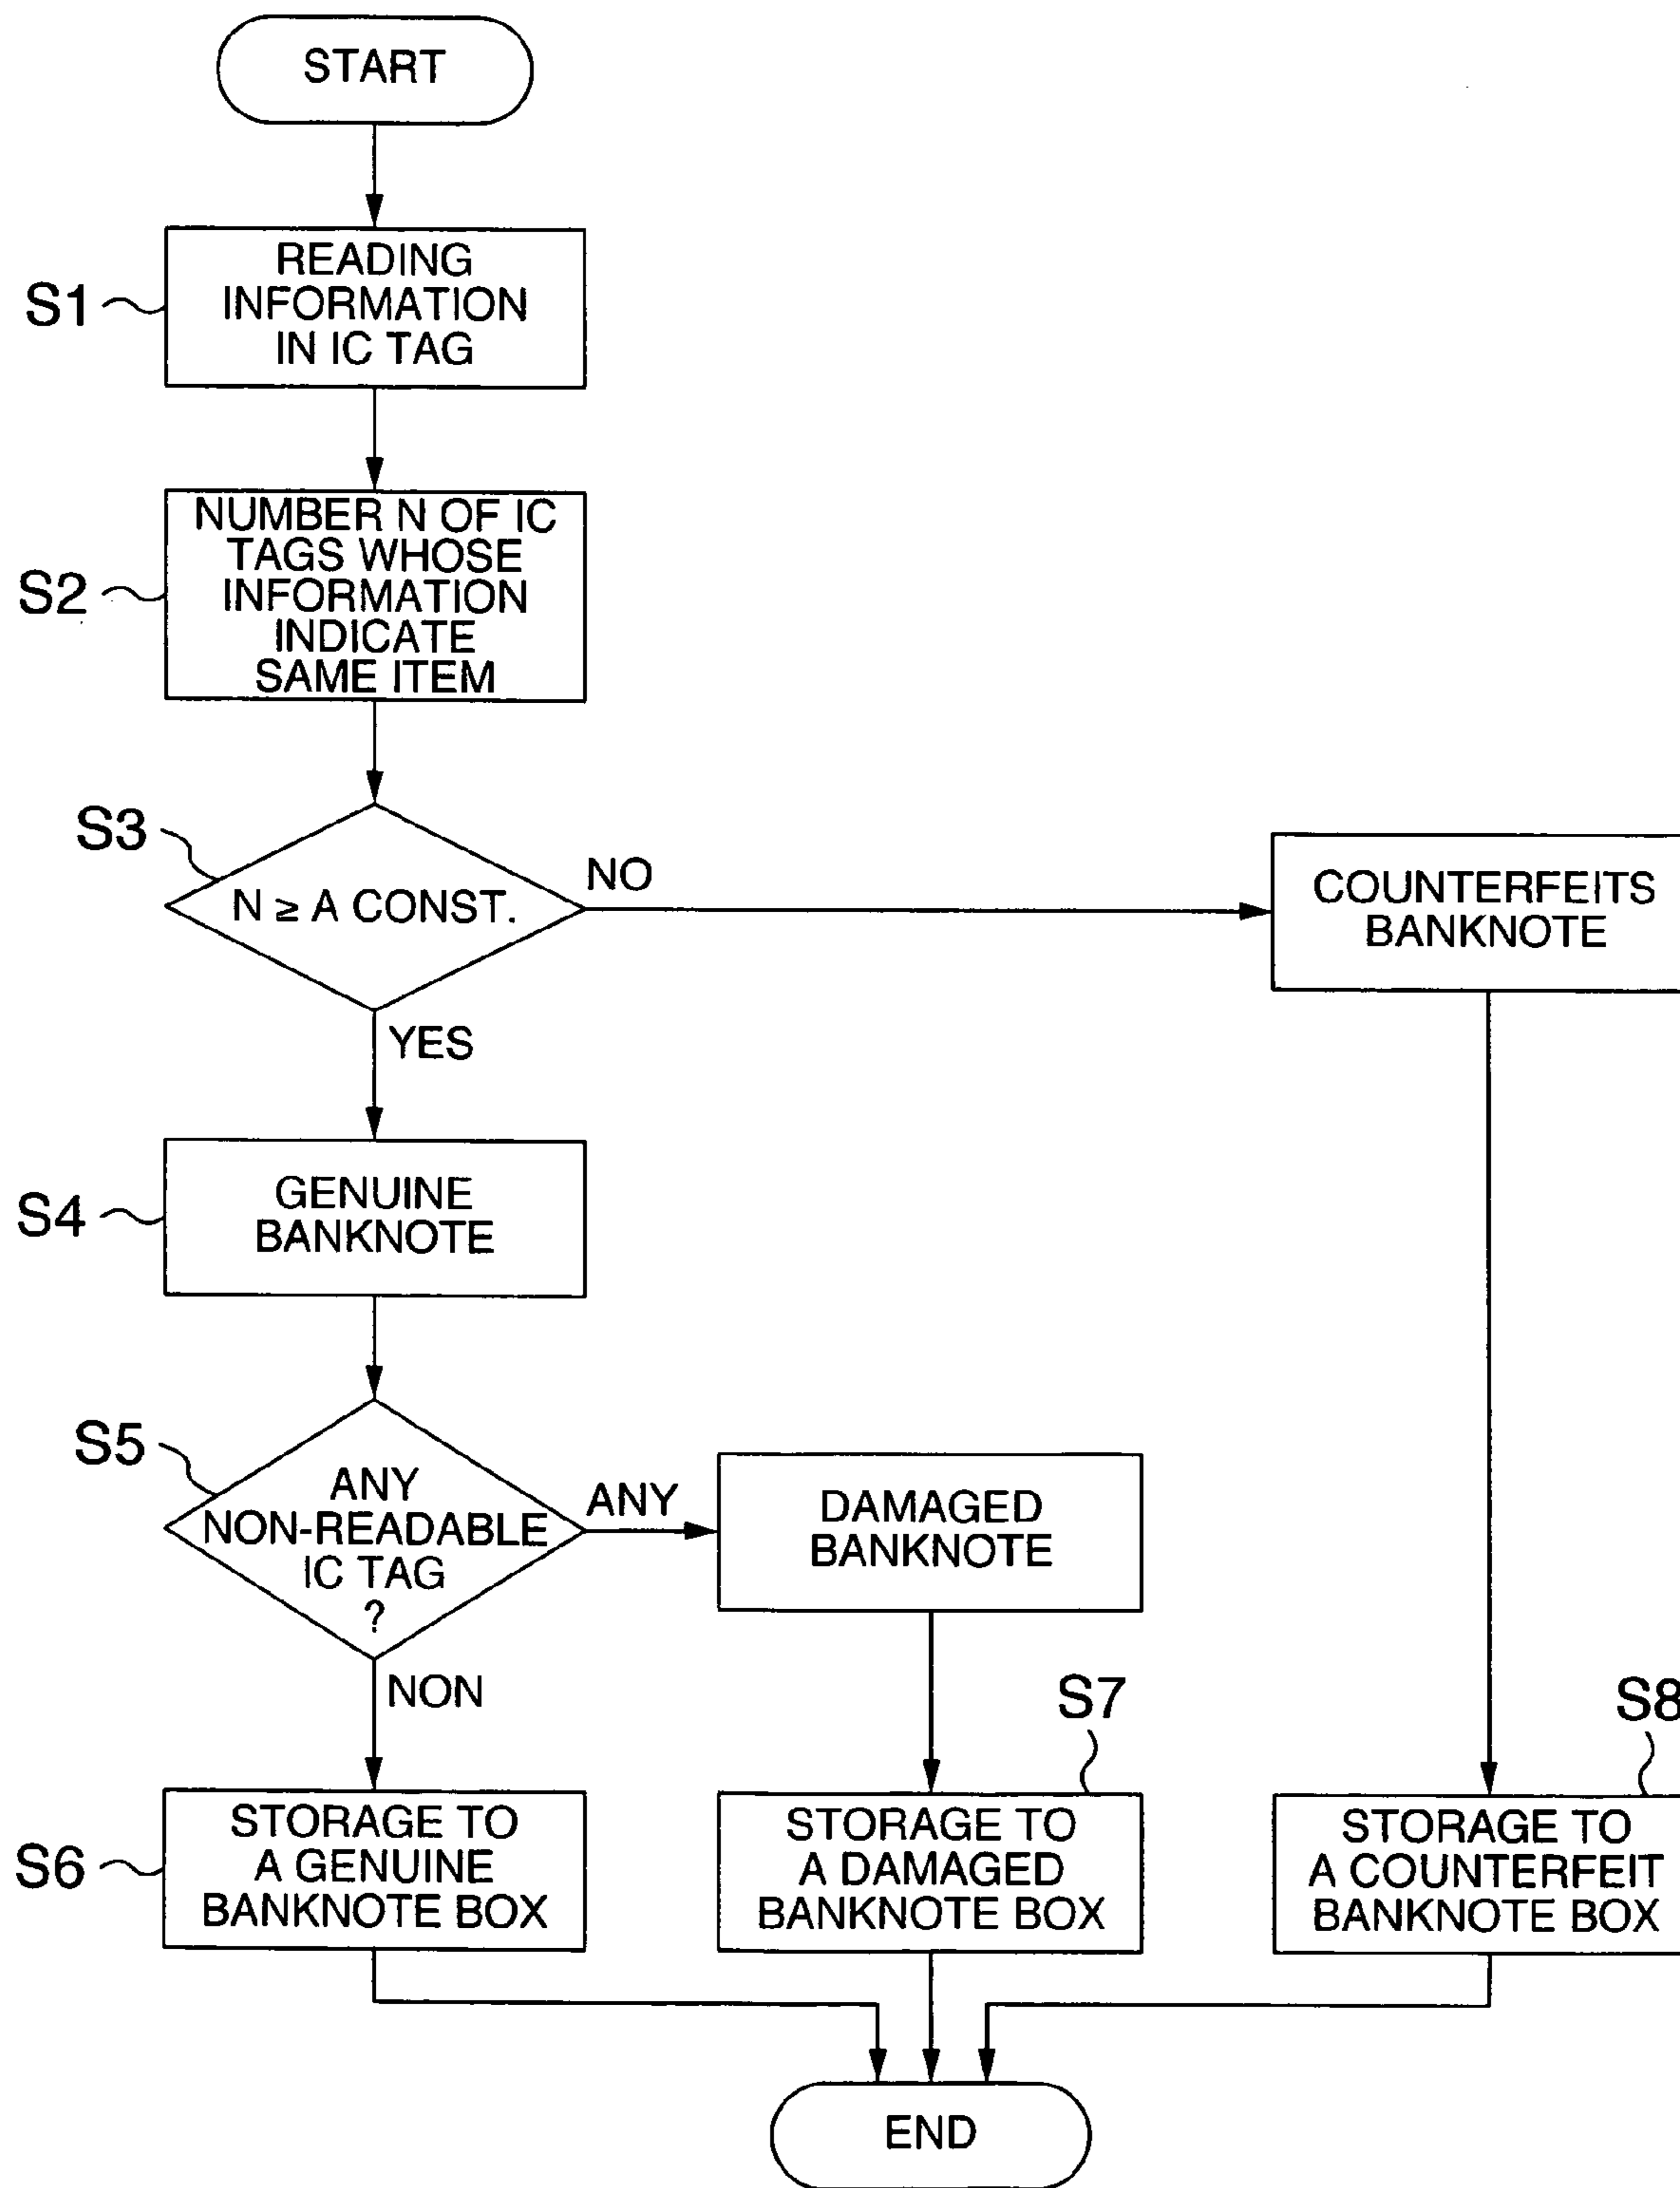 START
S1
READING
INFORMATION
IN IC TAG
S2
NUMBER N OF IC
TAGS WHOSE
INFORMATION
INDICATE
SAME ITEM
S3
N ≥ A CONST.
NO
COUNTERFEITS
BANKNOTE
YES
S4
GENUINE
BANKNOTE
S5
ANY
NON-READABLE
IC TAG
?
ANY
DAMAGED
BANKNOTE
NON
S7
S8
S6
STORAGE TO
A GENUINE
BANKNOTE BOX
STORAGE TO
A DAMAGED
BANKNOTE BOX
STORAGE TO
A COUNTERFEIT
BANKNOTE BOX
END